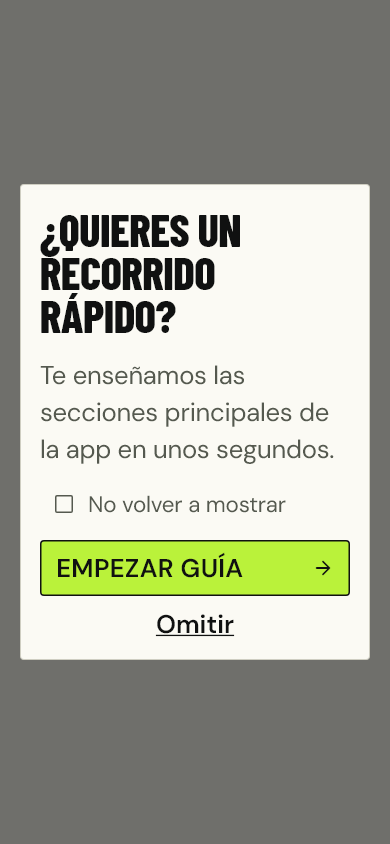 ¿QUIERES UN
RECORRIDO
RÁPIDO?
Te enseñamos las
secciones principales de
la app en unos segundos.
No volver a mostrar
EMPEZAR GUÍA →
Omitir